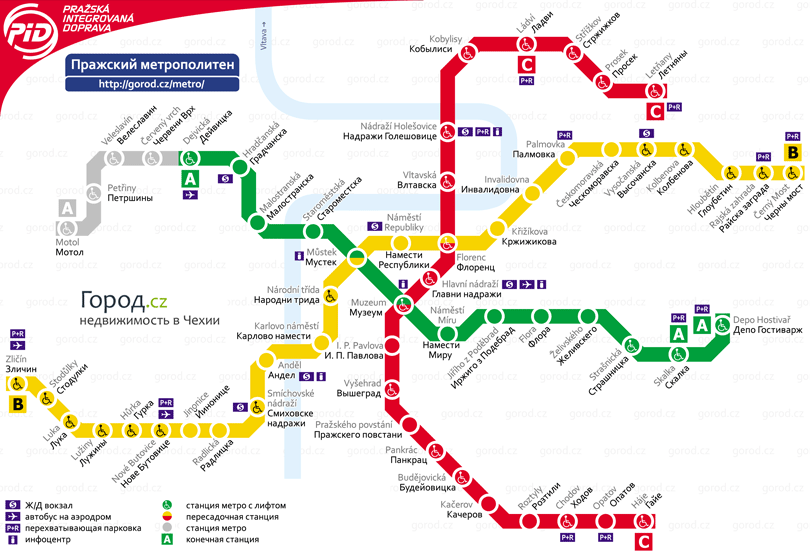 PID
PRAŽSKÁ
INTEGROVANÁ
DOPRAVA
Пражский метрополитен
http://gorod.cz/metro/
Vltava →
Kobylisy
Кобылиси
Ládví
Ладви
Střížkov
Стржижков
Prosek
Просек
Letňany
Летняны
C
P+R
C
P+R
Nádraží Holešovice
Надражи Голешовице
S P+R i
Vltavská
Влтавска
Palmovka
Палмовка
P+R
Invalidovna
Инвалидовна
Křižíkova
Кржижикова
Českomoravská
Ческоморавска
Vysočanská
Височанска
S
Kolbenova
Колбенова
Hloubětín
Глоубетин
Rajská zahrada
Райска заграда
P+R
Černý Most
Черны мост
P+R
B
Veleslavín
Велеславин
Červený vrch
Червени Врх
Dejvická
Дейвицка
A
Hradčanská
Градчанска
S
Petřiny
Петршины
A
Motol
Мотол
Malostranská
Малостранска
Staroměstská
Староместска
Můstek
Мустек
i
S
Náměstí
Republiky
Намести
Републики
Florenc
Флоренц
Hlavní nádraží
Главни надражи
S i
i
Muzeum
Музеум
Národní třída
Народни трида
Karlovo náměstí
Карлово намести
Anděl
Андел
S i
Smíchovské
nádraží
Смиховске
надражи
S
Город.cz
недвижимость в Чехии
I. P. Pavlova
И. П. Павлова
Náměstí
Míru
Намести
Миру
Jiřího z Poděbrad
Иржиго з Подебрад
Flora
Флора
Želivského
Желивского
Strašnická
Страшницка
Skalka
Скалка
P+R
A
P+R
A
Depo Hostivař
Депо Гостиварж
Zličín
Зличин
P+R
B
Stodůlky
Стодулки
Luka
Лука
Lužiny
Лужины
Hůrka
Гурка
Nové Butovice
Нове Бутовице
P+R
Jinonice
Йинонице
Radlická
Радлицка
Vyšehrad
Вышеград
Pražského povstání
Пражского повстани
Pankrác
Панкрац
Budějovická
Будейовицка
Kačerov
Качеров
Roztyly
Розтили
Chodov
Ходов
P+R
Opatov
Опатов
P+R
Háje
Гайе
C
S Ж/Д вокзал
автобус на аэродром
P+R перехватывающая парковка
i инфоцентр
станция метро с лифтом
пересадочная станция
станция метро
A конечная станция